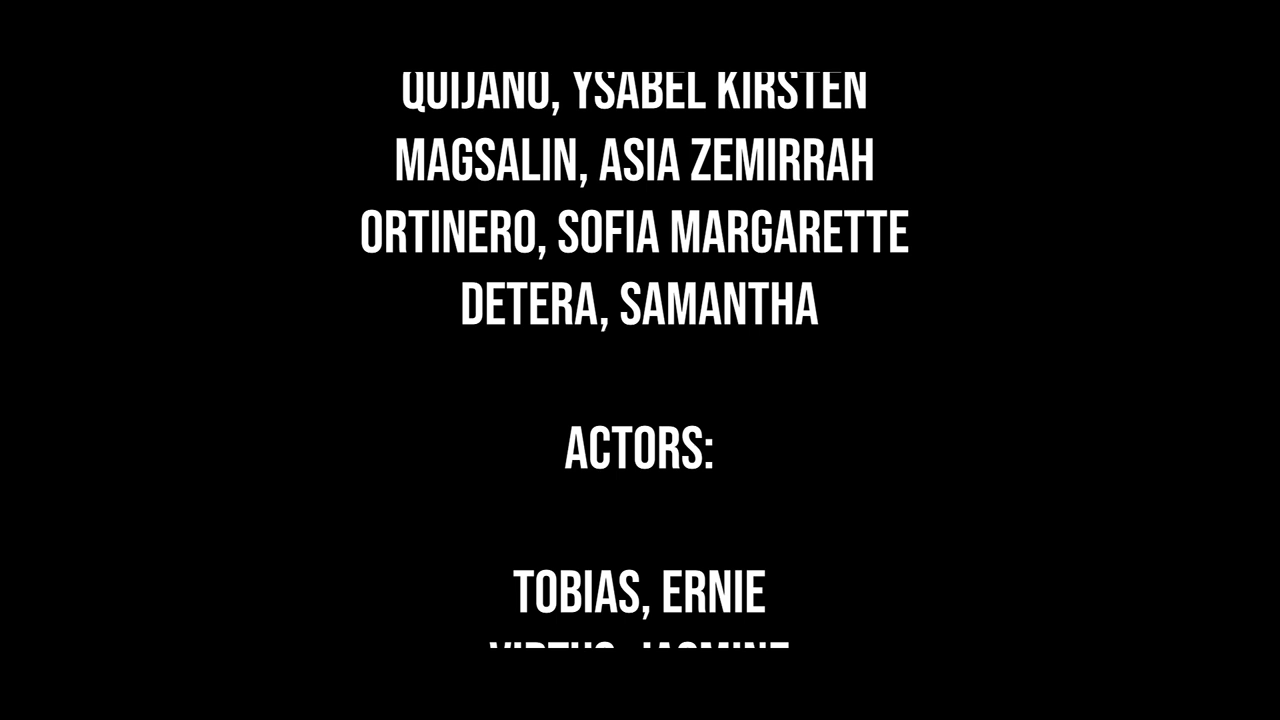 QUIJANO, YSABEL KIRSTEN
MAGSALIN, ASIA ZEMIRRAH
ORTINERO, SOFIA MARGARETTE
DETERA, SAMANTHA
ACTORS:
TOBIAS, ERNIE